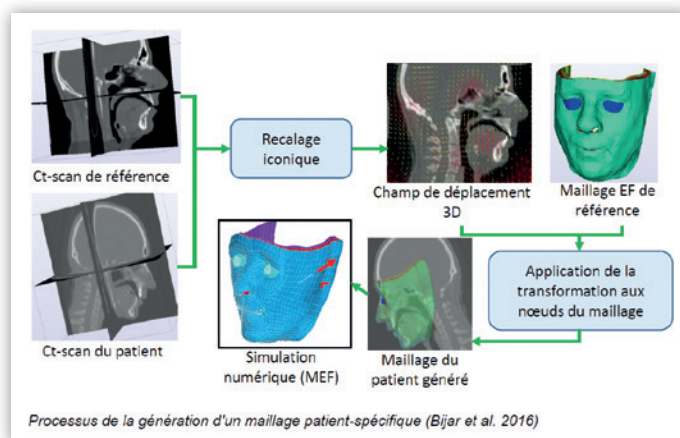 Ct-scan de référence
Recalage
iconique
Champ de déplacement
3D
Maillage EF de
référence
Ct-scan du patient
Simulation
numérique (MEF)
Maillage du
patient généré
Application de la
transformation aux
nœuds du maillage
Processus de la génération d'un maillage patient-spécifique (Bijar et al. 2016)